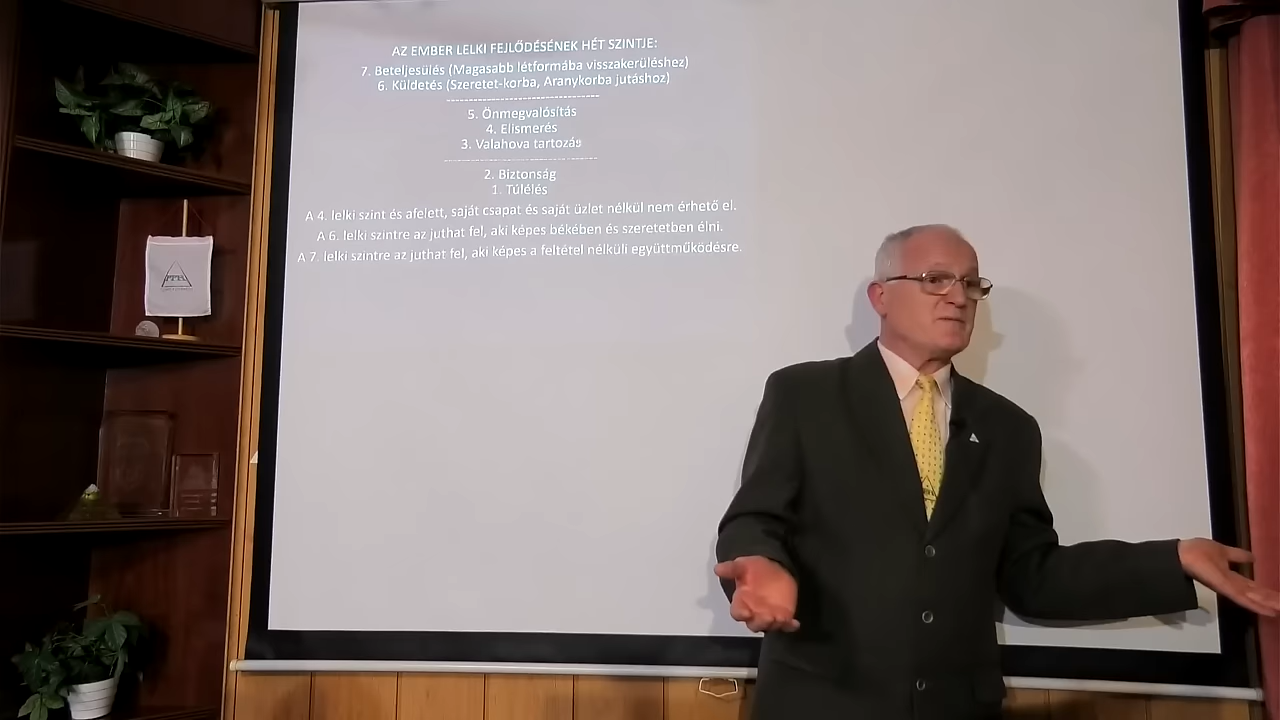 AZ EMBER LELKI FEJLŐDÉSÉNEK HÉT SZINTJE:
7. Beteljesülés (Magasabb létformába visszakerüléshez)
6. Küldetés (Szeretet-korba, Aranykorba jutáshoz)
5. Önmegvalósítás
4. Elismerés
3. Valahova tartozás
2. Biztonság
1. Túlélés
A 4. lelki szint és afelett, saját csapat és saját üzlet nélkül nem érhető el.
A 6. lelki szintre az juthat fel, aki képes békében és szeretetben élni.
A 7. lelki szintre az juthat fel, aki képes a feltétel nélküli együttműködésre.